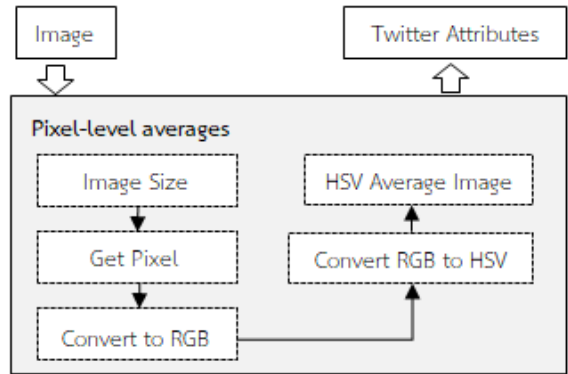 Image
Twitter Attributes
Pixel-level averages
Image Size
Get Pixel
Convert to RGB
HSV Average Image
Convert RGB to HSV